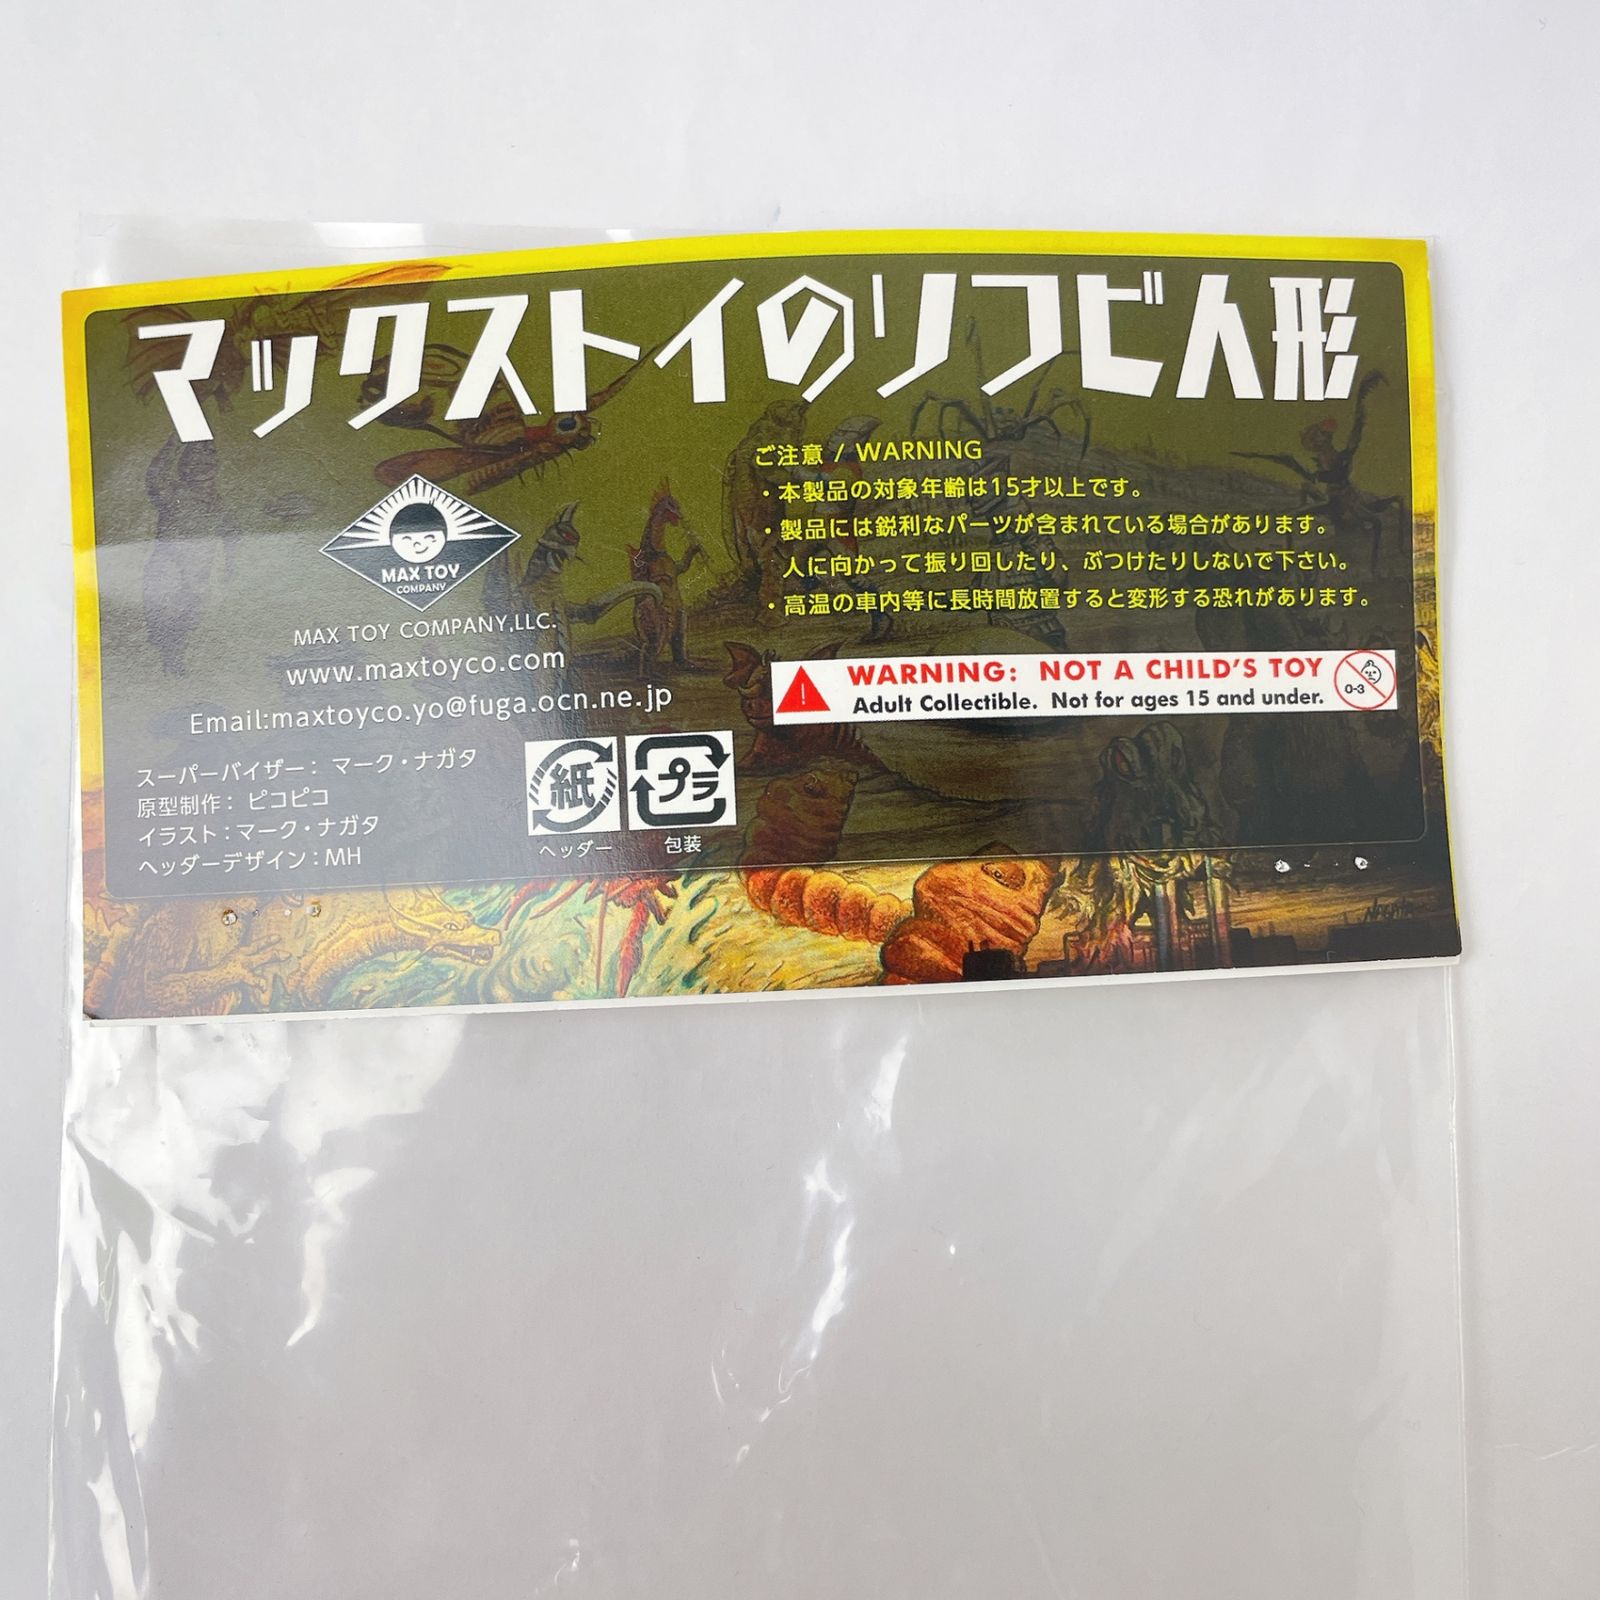 マックストイのソフビ人形
MAX TOY
COMPANY
MAX TOY COMPANY,LLC.
www.maxtoyco.com
Email:maxtoyco.yo@fuga.ocn.ne.jp
スーパーバイザー：マーク・ナガタ
原型制作：ピコピコ
イラスト：マーク・ナガタ
ヘッダーデザイン：MH
紙
ヘッダー
プラ
包装
ご注意 / WARNING
・本製品の対象年齢は15才以上です。
・製品には鋭利なパーツが含まれている場合があります。
人に向かって振り回したり、ぶつけたりしないで下さい。
・高温の車内等に長時間放置すると変形する恐れがあります。
WARNING: NOT A CHILD'S TOY
Adult Collectible. Not for ages 15 and under.
0-3